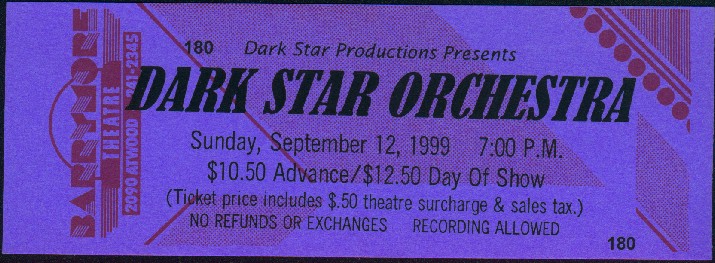 BARRYMORE
THEATRE
2090 ATWOOD 241-2345
180 Dark Star Productions Presents
DARK STAR ORCHESTRA
Sunday, September 12, 1999 7:00 P.M.
$10.50 Advance/$12.50 Day Of Show
(Ticket price includes $.50 theatre surcharge & sales tax.)
NO REFUNDS OR EXCHANGES RECORDING ALLOWED
180